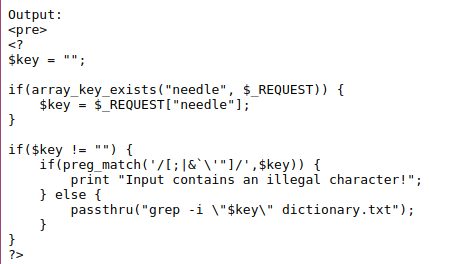 Output:
<pre>
<?
$key = "";

if(array_key_exists("needle", $_REQUEST)) {
    $key = $_REQUEST["needle"];
}

if($key != "") {
    if(preg_match('/[;|&`\'"]/',$key)) {
        print "Input contains an illegal character!";
    } else {
        passthru("grep -i \"$key\" dictionary.txt");
    }
}
?>